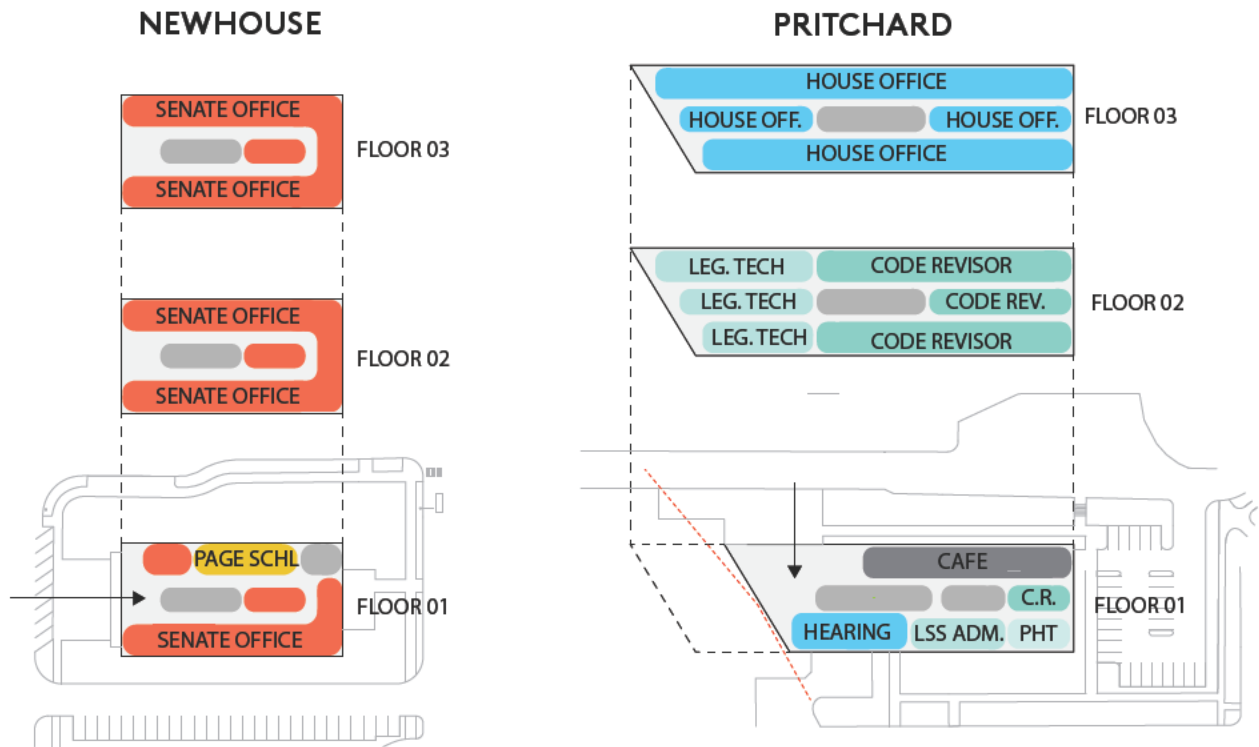 NEWHOUSE
SENATE OFFICE
SENATE OFFICE
FLOOR 03
SENATE OFFICE
SENATE OFFICE
FLOOR 02
PAGE SCHL
SENATE OFFICE
FLOOR 01
PRITCHARD
HOUSE OFFICE
HOUSE OFF.
HOUSE OFF.
HOUSE OFFICE
FLOOR 03
LEG. TECH
CODE REVISOR
LEG. TECH
CODE REV.
LEG. TECH
CODE REVISOR
FLOOR 02
CAFE
C.R.
HEARING
LSS ADM.
PHT
FLOOR 01